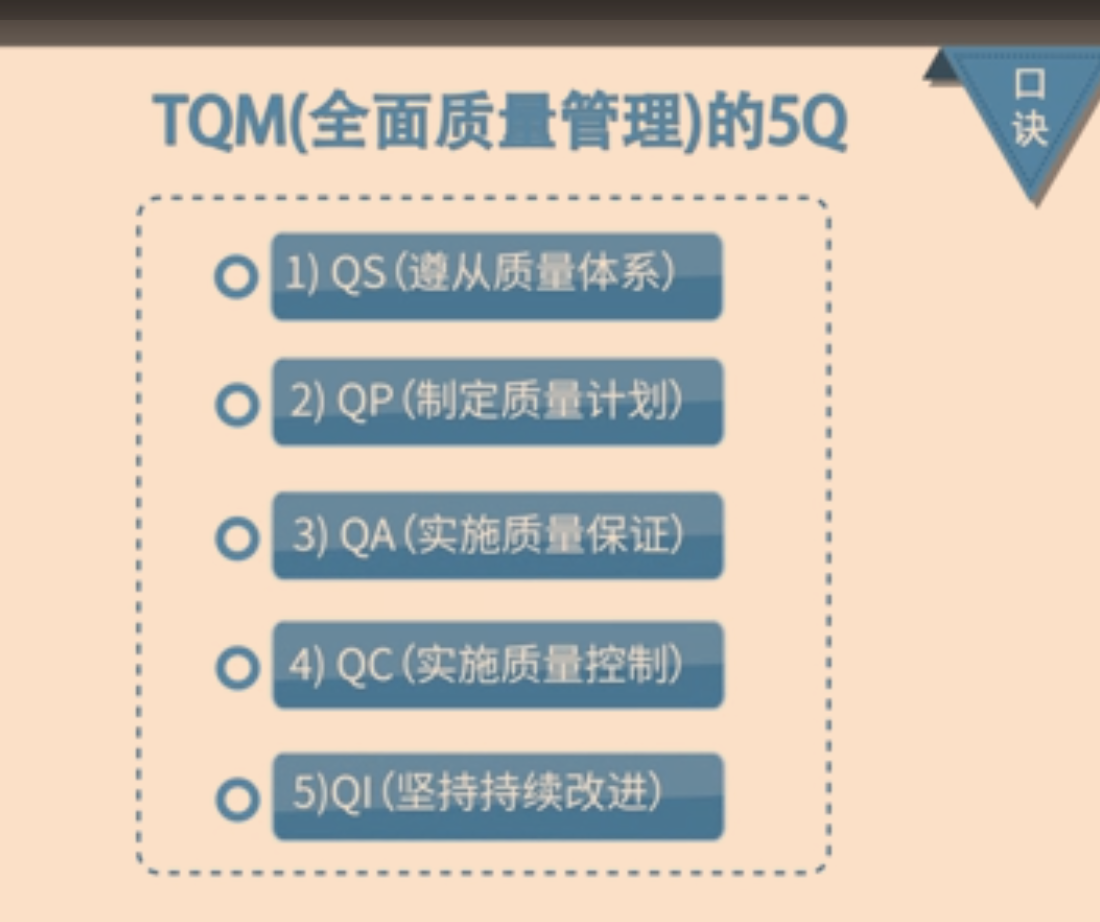 TQM(全面质量管理)的5Q
口
诀
1) QS（遵从质量体系）
2) QP（制定质量计划）
3) QA（实施质量保证）
4) QC（实施质量控制）
5)QI（坚持持续改进）